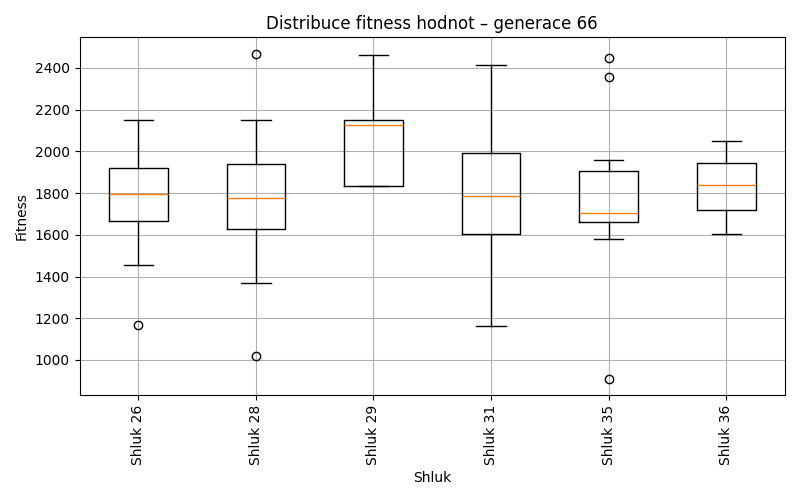 Distribuce fitness hodnot – generace 66
Fitness
2400
2200
2000
1800
1600
1400
1200
1000
Shluk 26
Shluk 28
Shluk 29
Shluk 31
Shluk 35
Shluk 36
Shluk